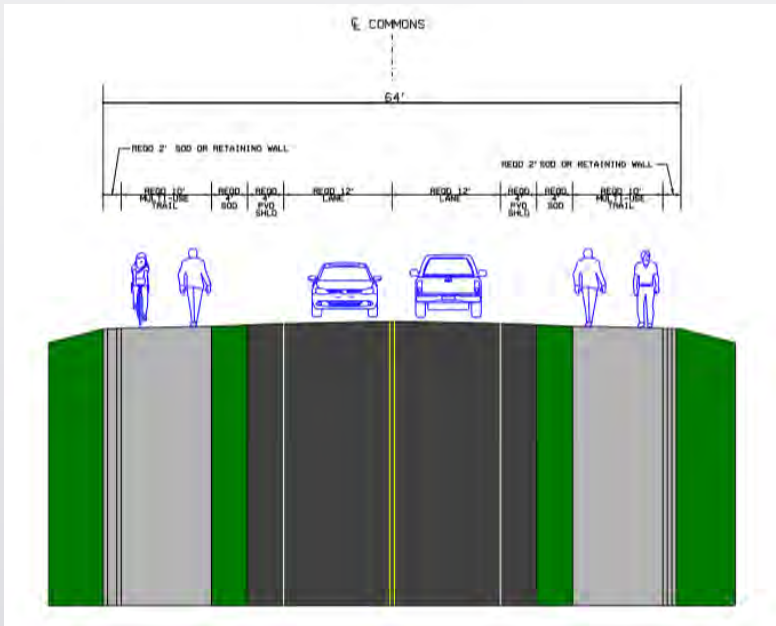 ℄ COMMONS
64'
REQD 2' SOD OR RETAINING WALL
REQD 2' SOD OR RETAINING WALL
REQD 10'
MULTI-USE
TRAIL
REQD
4'
SOD
REQD
4'
PVD
SHLD
REQD 12'
LANE
REQD 12'
LANE
REQD
4'
PVD
SHLD
REQD
4'
SOD
REQD 10'
MULTI-USE
TRAIL